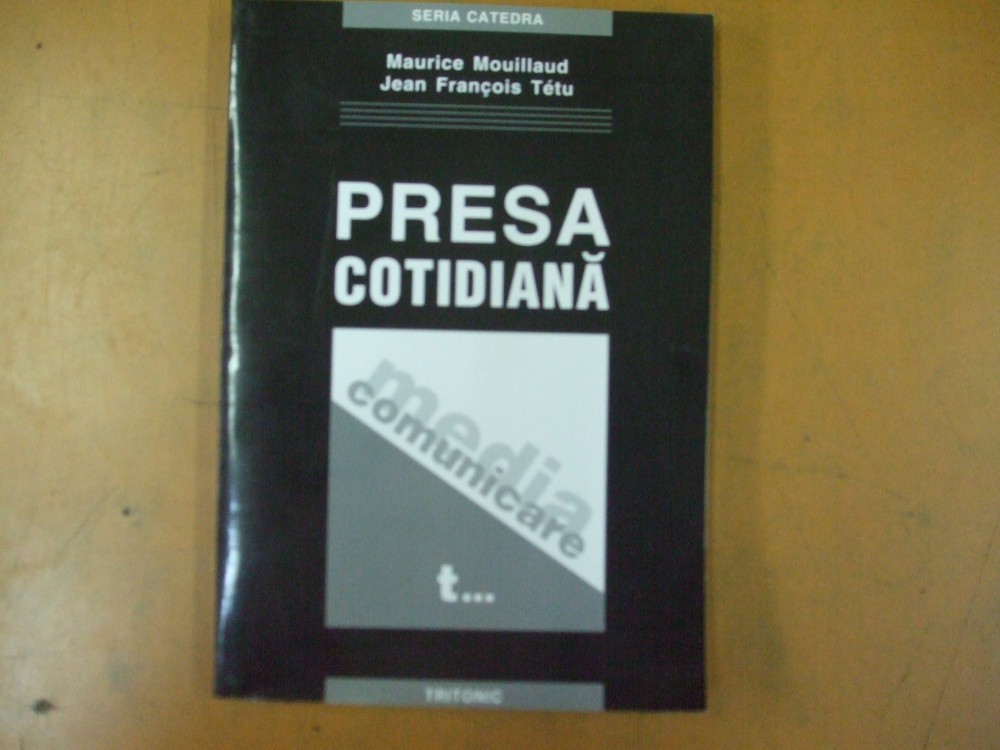 SERIA CATEDRA
Maurice Mouillaud
Jean François Tétu
PRESA
COTIDIANĂ
media
comunicare
t...
TRITONIC